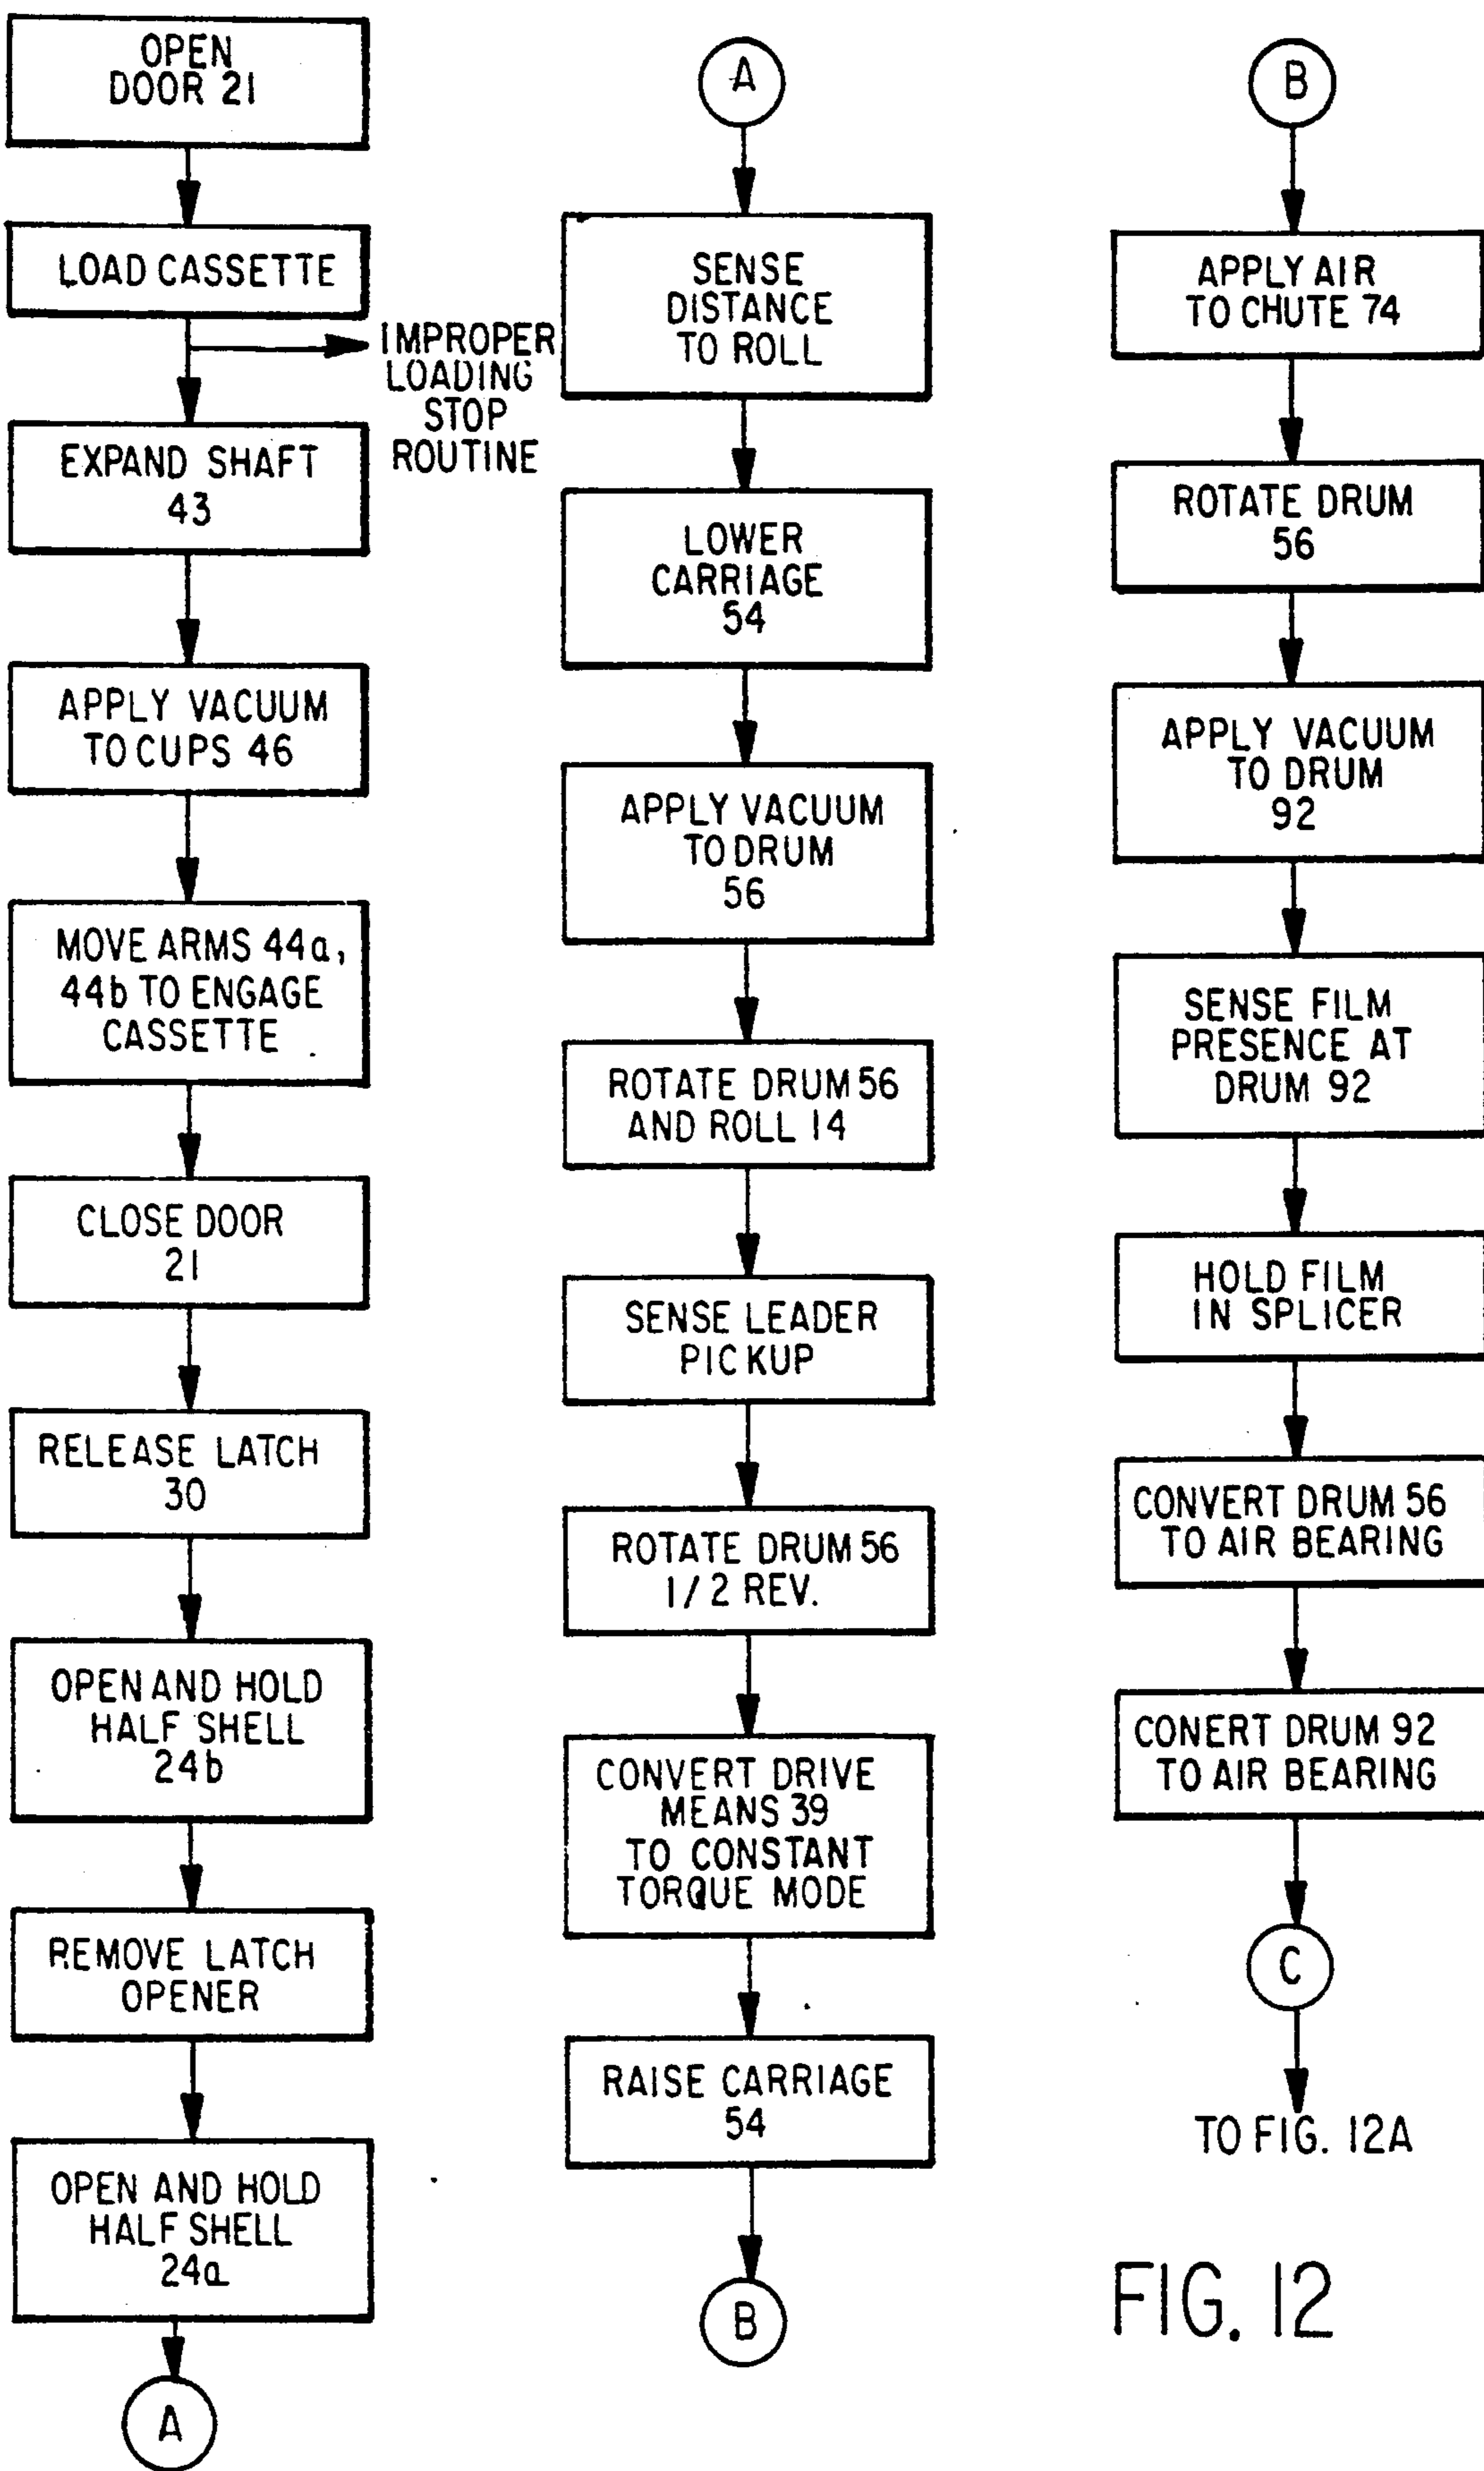 OPEN
DOOR 21
LOAD CASSETTE
IMPROPER
LOADING
STOP
ROUTINE
EXPAND SHAFT
43
APPLY VACUUM
TO CUPS 46
MOVE ARMS 44a,
44b TO ENGAGE
CASSETTE
CLOSE DOOR
21
RELEASE LATCH
30
OPEN AND HOLD
HALF SHELL
24b
REMOVE LATCH
OPENER
OPEN AND HOLD
HALF SHELL
24a
A
A
SENSE
DISTANCE
TO ROLL
LOWER
CARRIAGE
54
APPLY VACUUM
TO DRUM
56
ROTATE DRUM 56
AND ROLL 14
SENSE LEADER
PICKUP
ROTATE DRUM 56
1/2 REV.
CONVERT DRIVE
MEANS 39
TO CONSTANT
TORQUE MODE
RAISE CARRIAGE
54
B
B
APPLY AIR
TO CHUTE 74
ROTATE DRUM
56
APPLY VACUUM
TO DRUM
92
SENSE FILM
PRESENCE AT
DRUM 92
HOLD FILM
IN SPLICER
CONVERT DRUM 56
TO AIR BEARING
CONERT DRUM 92
TO AIR BEARING
C
TO FIG. 12A
FIG. 12